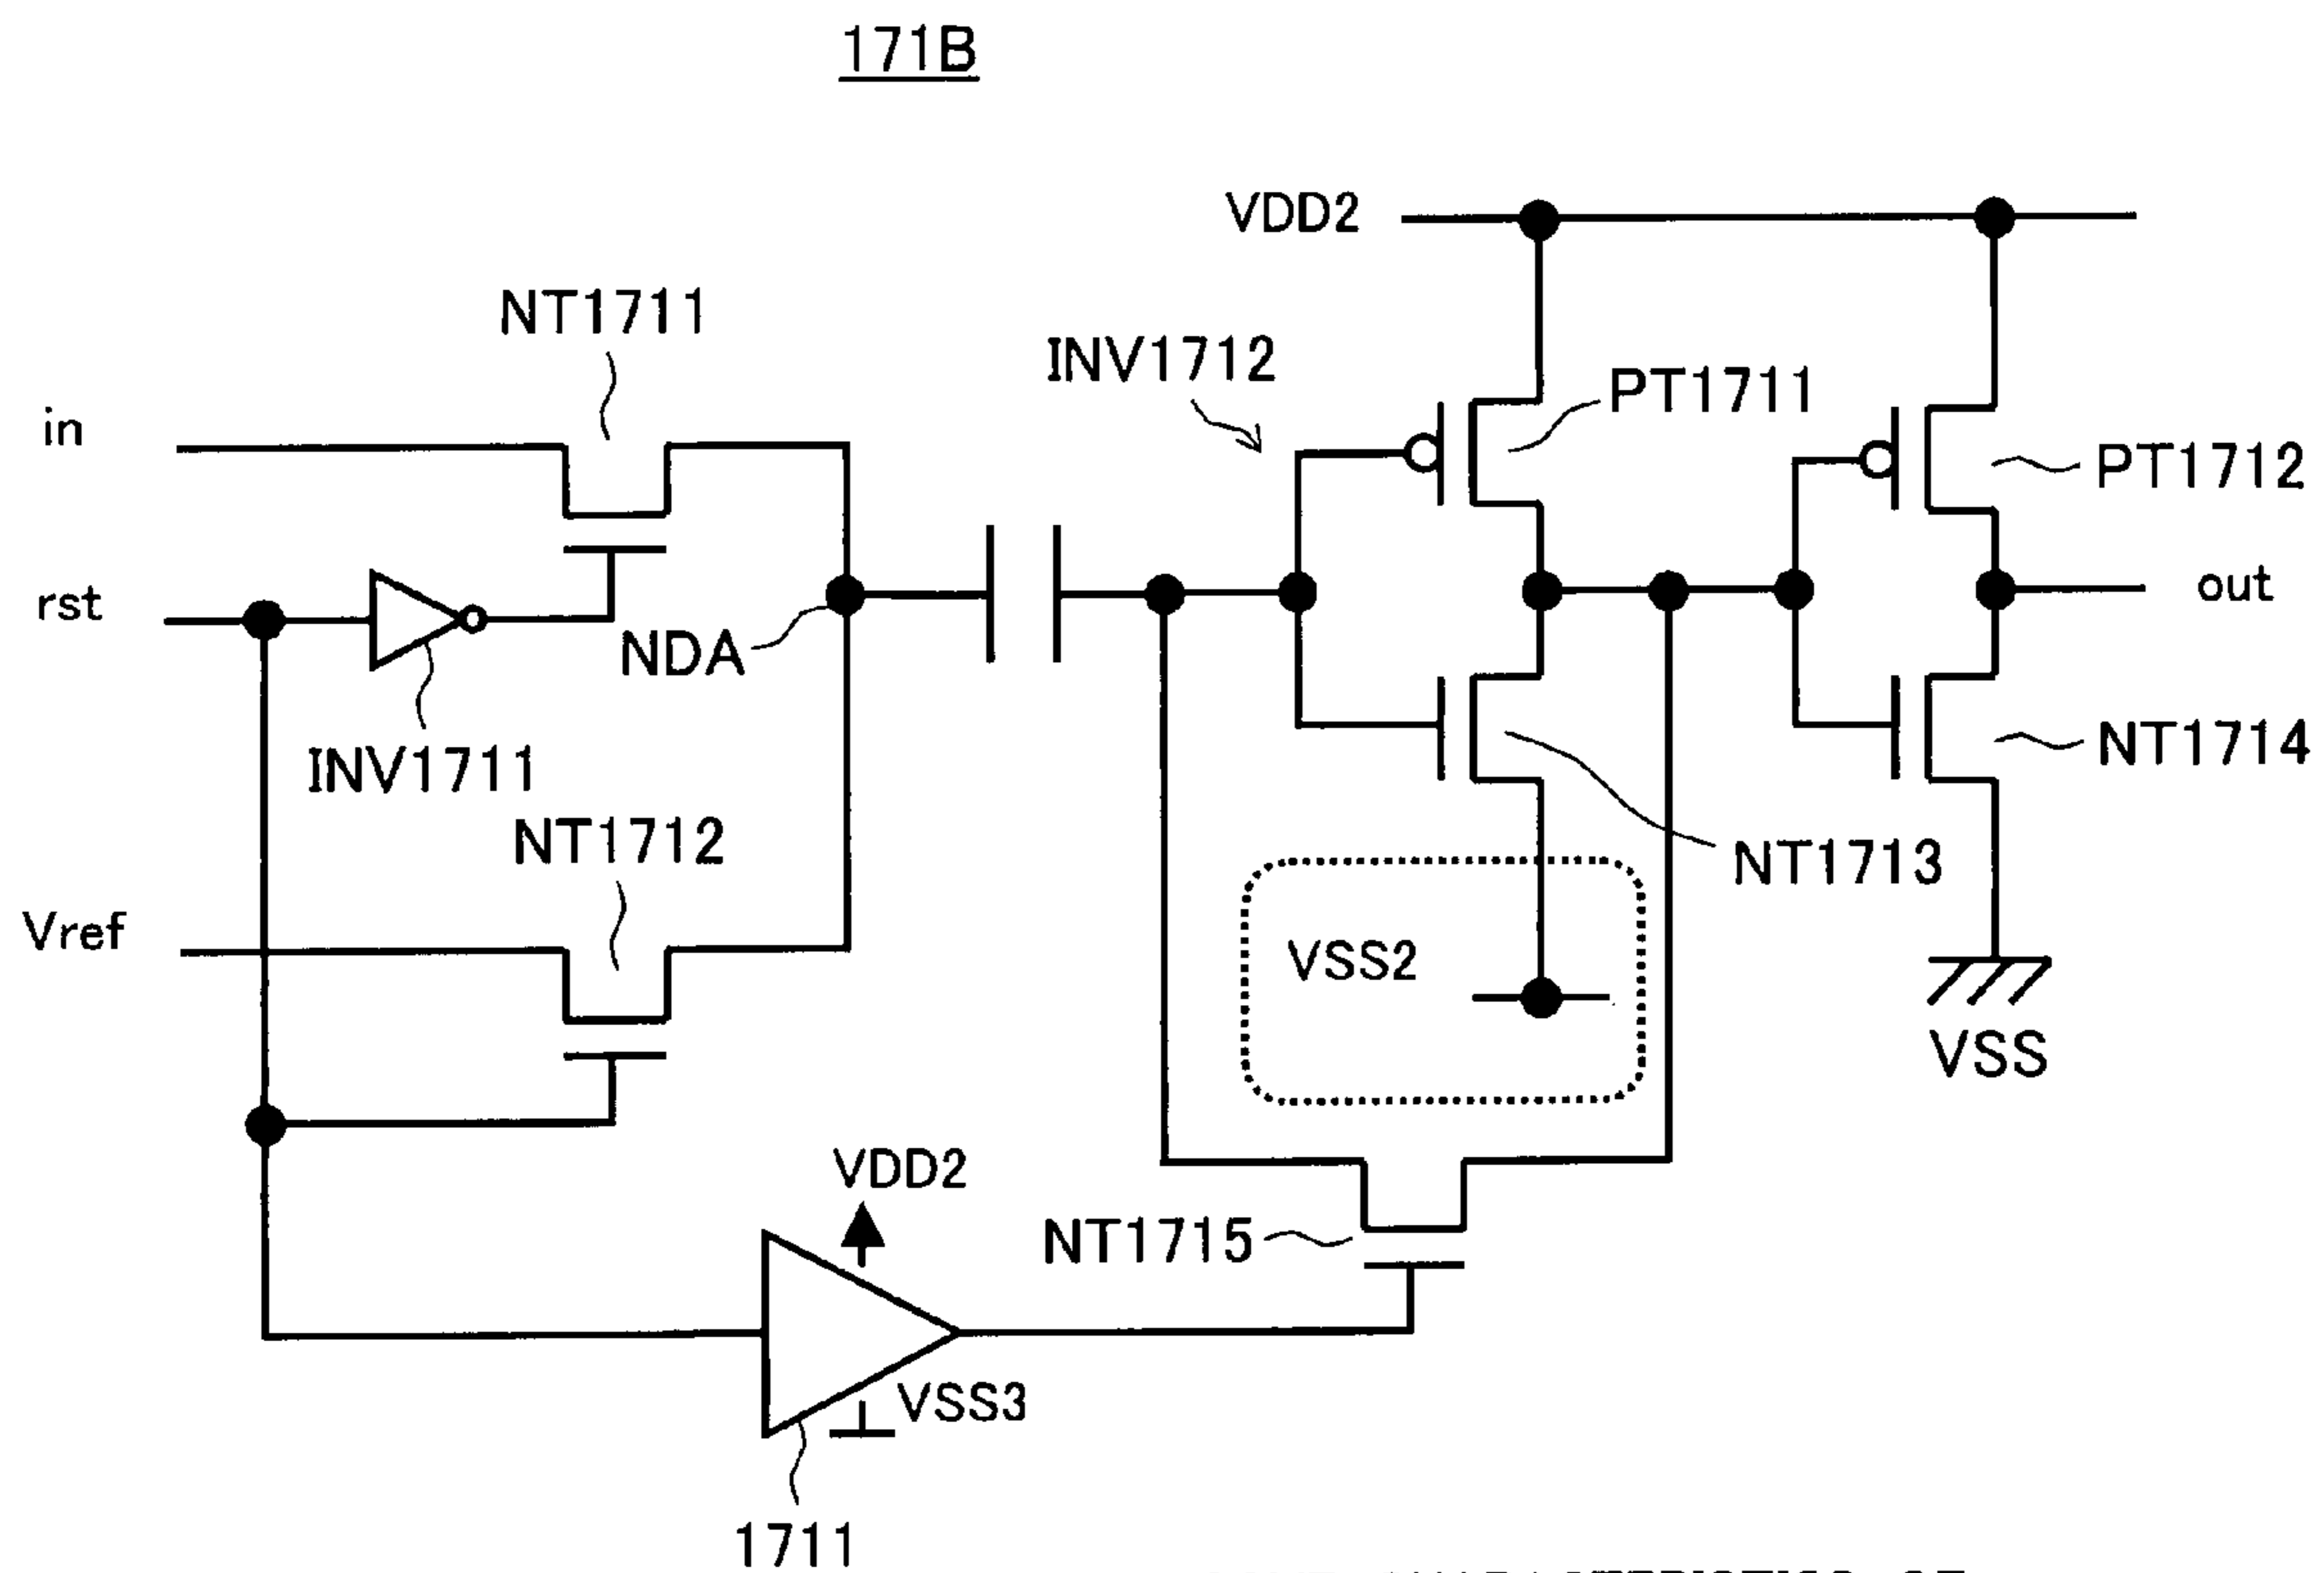 171B
VDD2
NT1711
INV1712
PT1711
in
PT1712
rst
out
NDA
INV1711
NT1714
NT1712
NT1713
Vref
VSS2
VSS
VDD2
NT1715
VSS3
1711